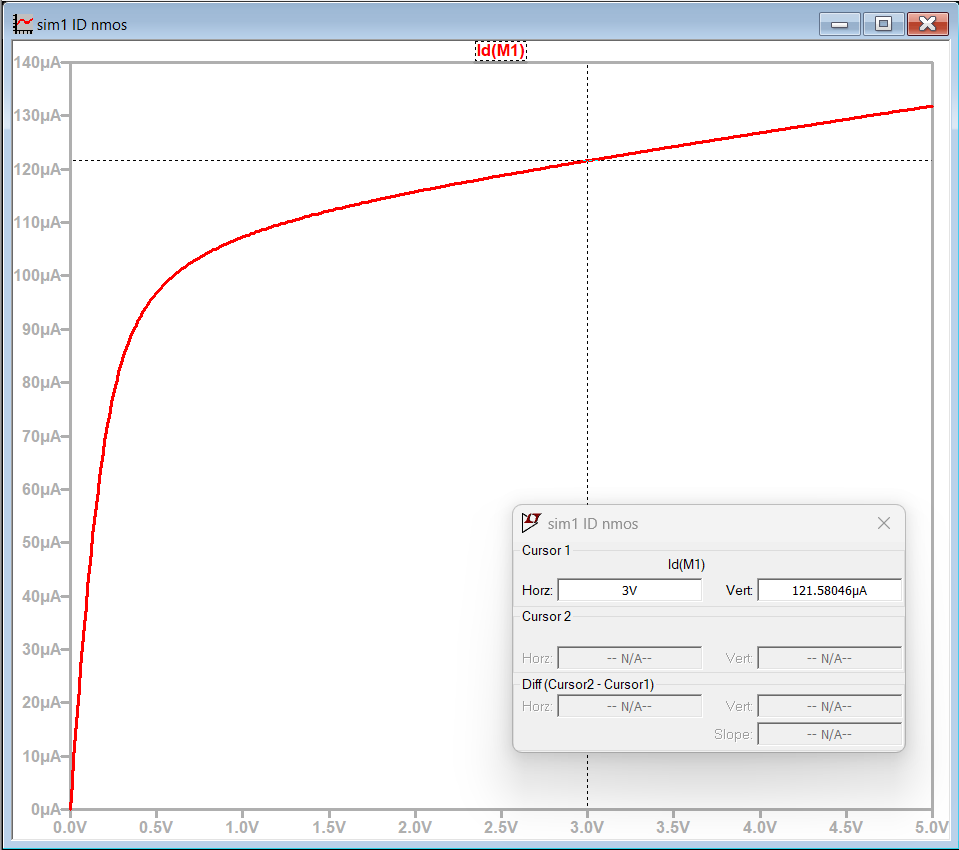 sim1 ID nmos
Id(M1)
140µA
130µA
120µA
110µA
100µA
90µA
80µA
70µA
60µA
50µA
40µA
30µA
20µA
10µA
0µA
0.0V 0.5V 1.0V 1.5V 2.0V 2.5V 3.0V 3.5V 4.0V 4.5V 5.0V
sim1 ID nmos
Cursor 1
Id(M1)
Horz: 3V Vert: 121.58046µA
Cursor 2
Horz: -- N/A-- Vert: -- N/A--
Diff (Cursor2 - Cursor1)
Horz: -- N/A-- Vert: -- N/A--
Slope: -- N/A--